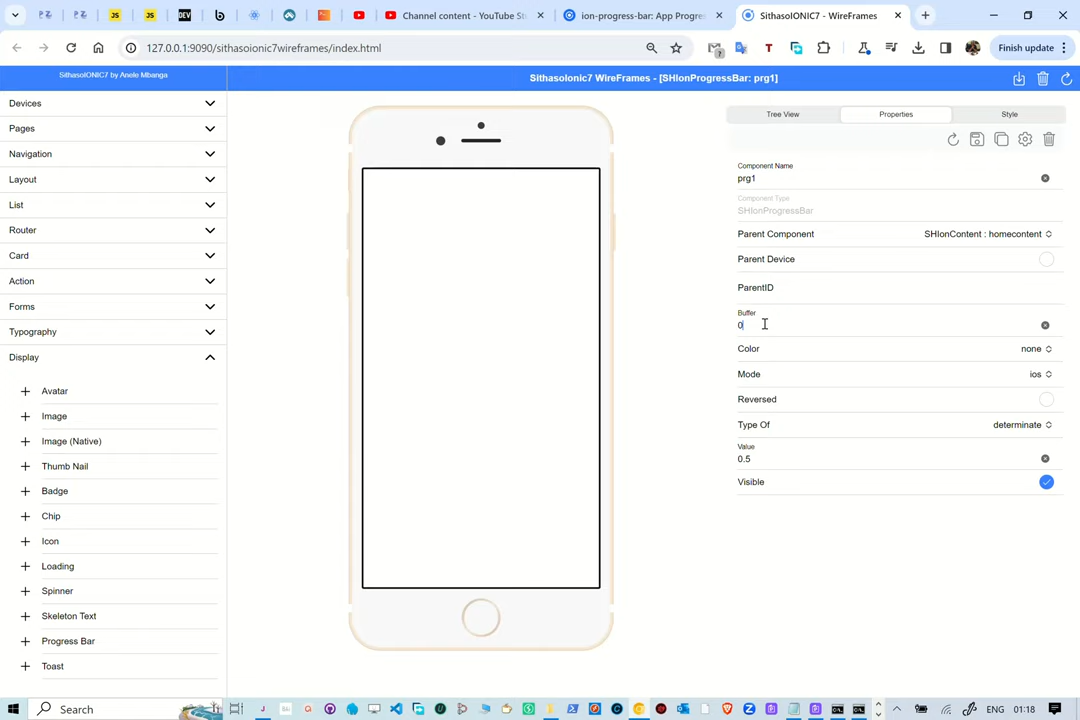 Channel content - YouTube St
ion-progress-bar: App Progres
SithasoIONIC7 - WireFrames
127.0.0.1:9090/sithasoionic7wireframes/index.html
Finish update
SithasoIONIC7 by Anele Mbanga
SithasoIonic7 WireFrames - [SHIonProgressBar: prg1]
Devices
Pages
Navigation
Layout
List
Router
Card
Action
Forms
Typography
Display
Avatar
Image
Image (Native)
Thumb Nail
Badge
Chip
Icon
Loading
Spinner
Skeleton Text
Progress Bar
Toast
Tree View
Properties
Style
Component Name
prg1
Component Type
SHIonProgressBar
Parent Component SHIonContent : homecontent
Parent Device
ParentID
Buffer
0
Color none
Mode ios
Reversed
Type Of determinate
Value
0.5
Visible
Search
ENG 01:18